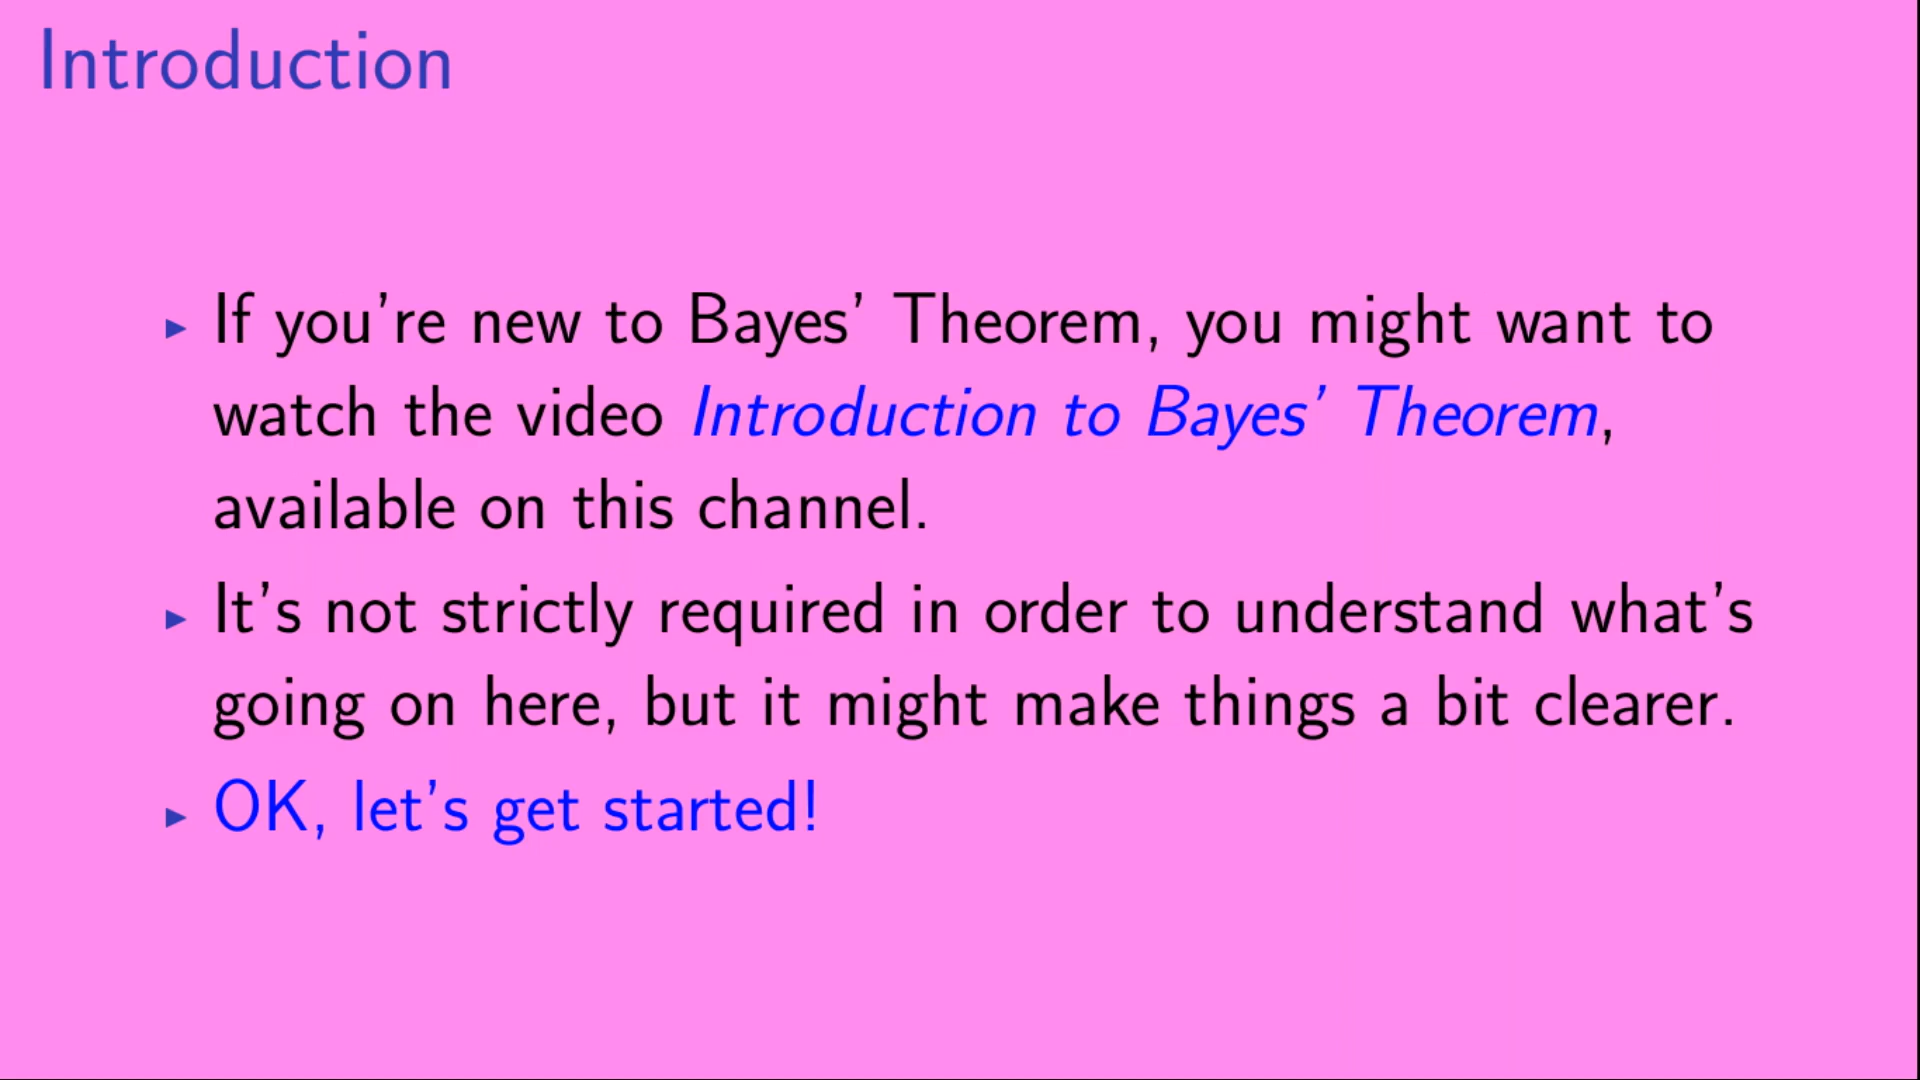 Introduction
▸ If you're new to Bayes' Theorem, you might want to
watch the video Introduction to Bayes' Theorem,
available on this channel.
▸ It's not strictly required in order to understand what's
going on here, but it might make things a bit clearer.
▸ OK, let's get started!